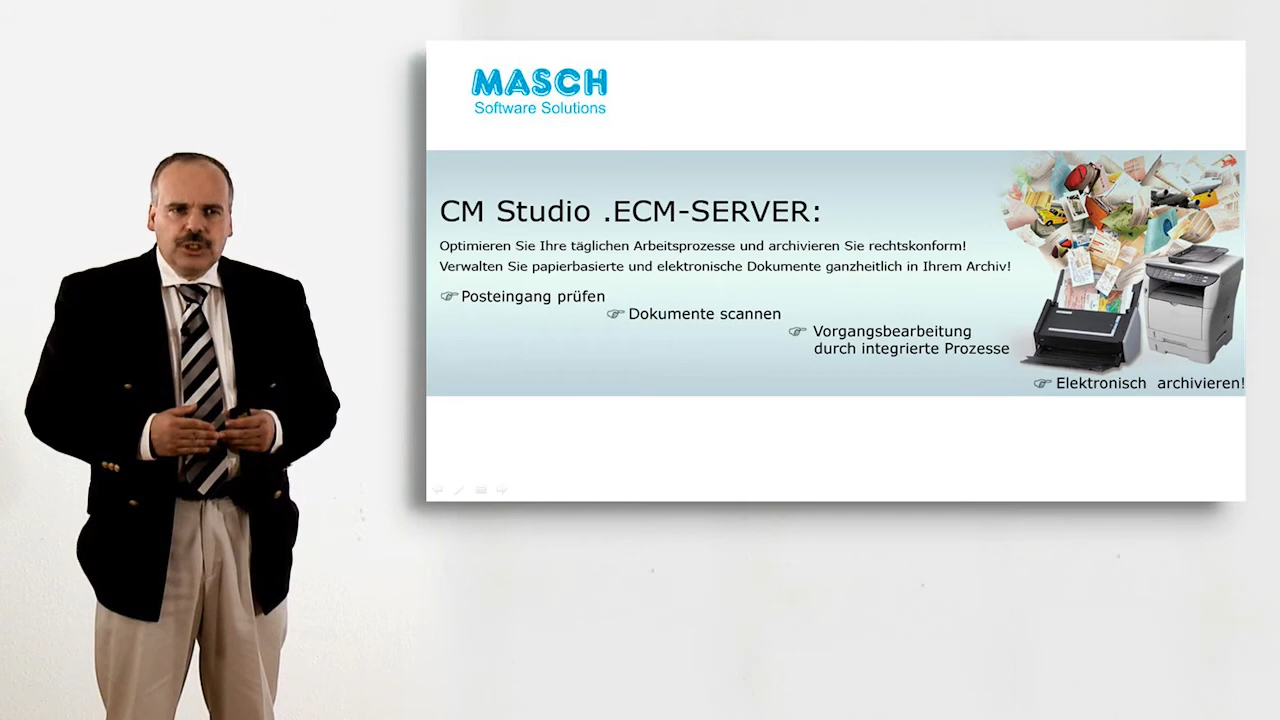 MASCH
Software Solutions
CM Studio .ECM-SERVER:
Optimieren Sie Ihre täglichen Arbeitsprozesse und archivieren Sie rechtskonform!
Verwalten Sie papierbasierte und elektronische Dokumente ganzheitlich in Ihrem Archiv!
Posteingang prüfen
Dokumente scannen
Vorgangsbearbeitung
durch integrierte Prozesse
Elektronisch archivieren!